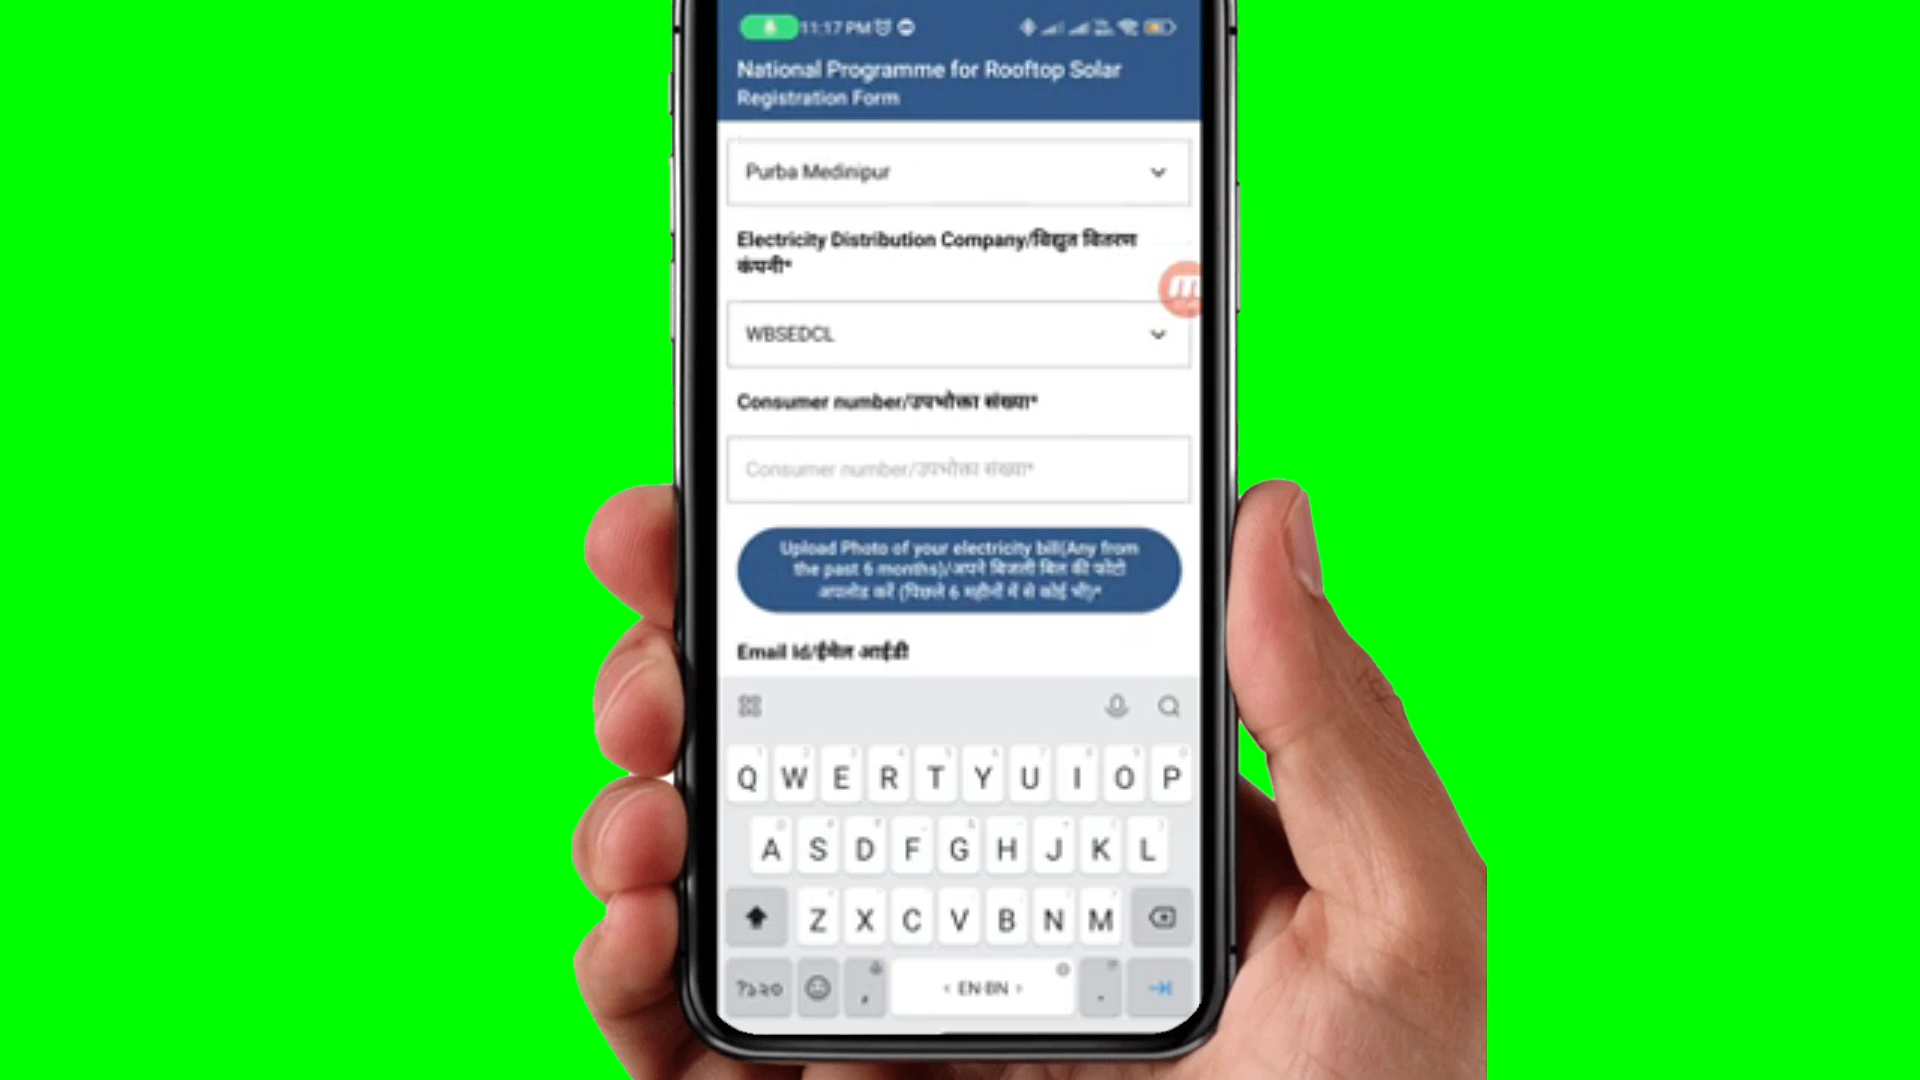 11:17 PM
National Programme for Rooftop Solar
Registration Form
Purba Medinipur
Electricity Distribution Company/विद्युत वितरण
कंपनी*
WBSEDCL
Consumer number/उपभोक्ता संख्या*
Consumer number/उपभोक्ता संख्या*
Upload Photo of your electricity bill(Any from
the past 6 months)/अपने बिजली बिल की फोटो
अपलोड करें (पिछले 6 महीनों में से कोई भी)*
Email Id/ईमेल आईडी
Q W E R T Y U I O P
A S D F G H J K L
Z X C V B N M
?১২৩ , < EN·BN > .